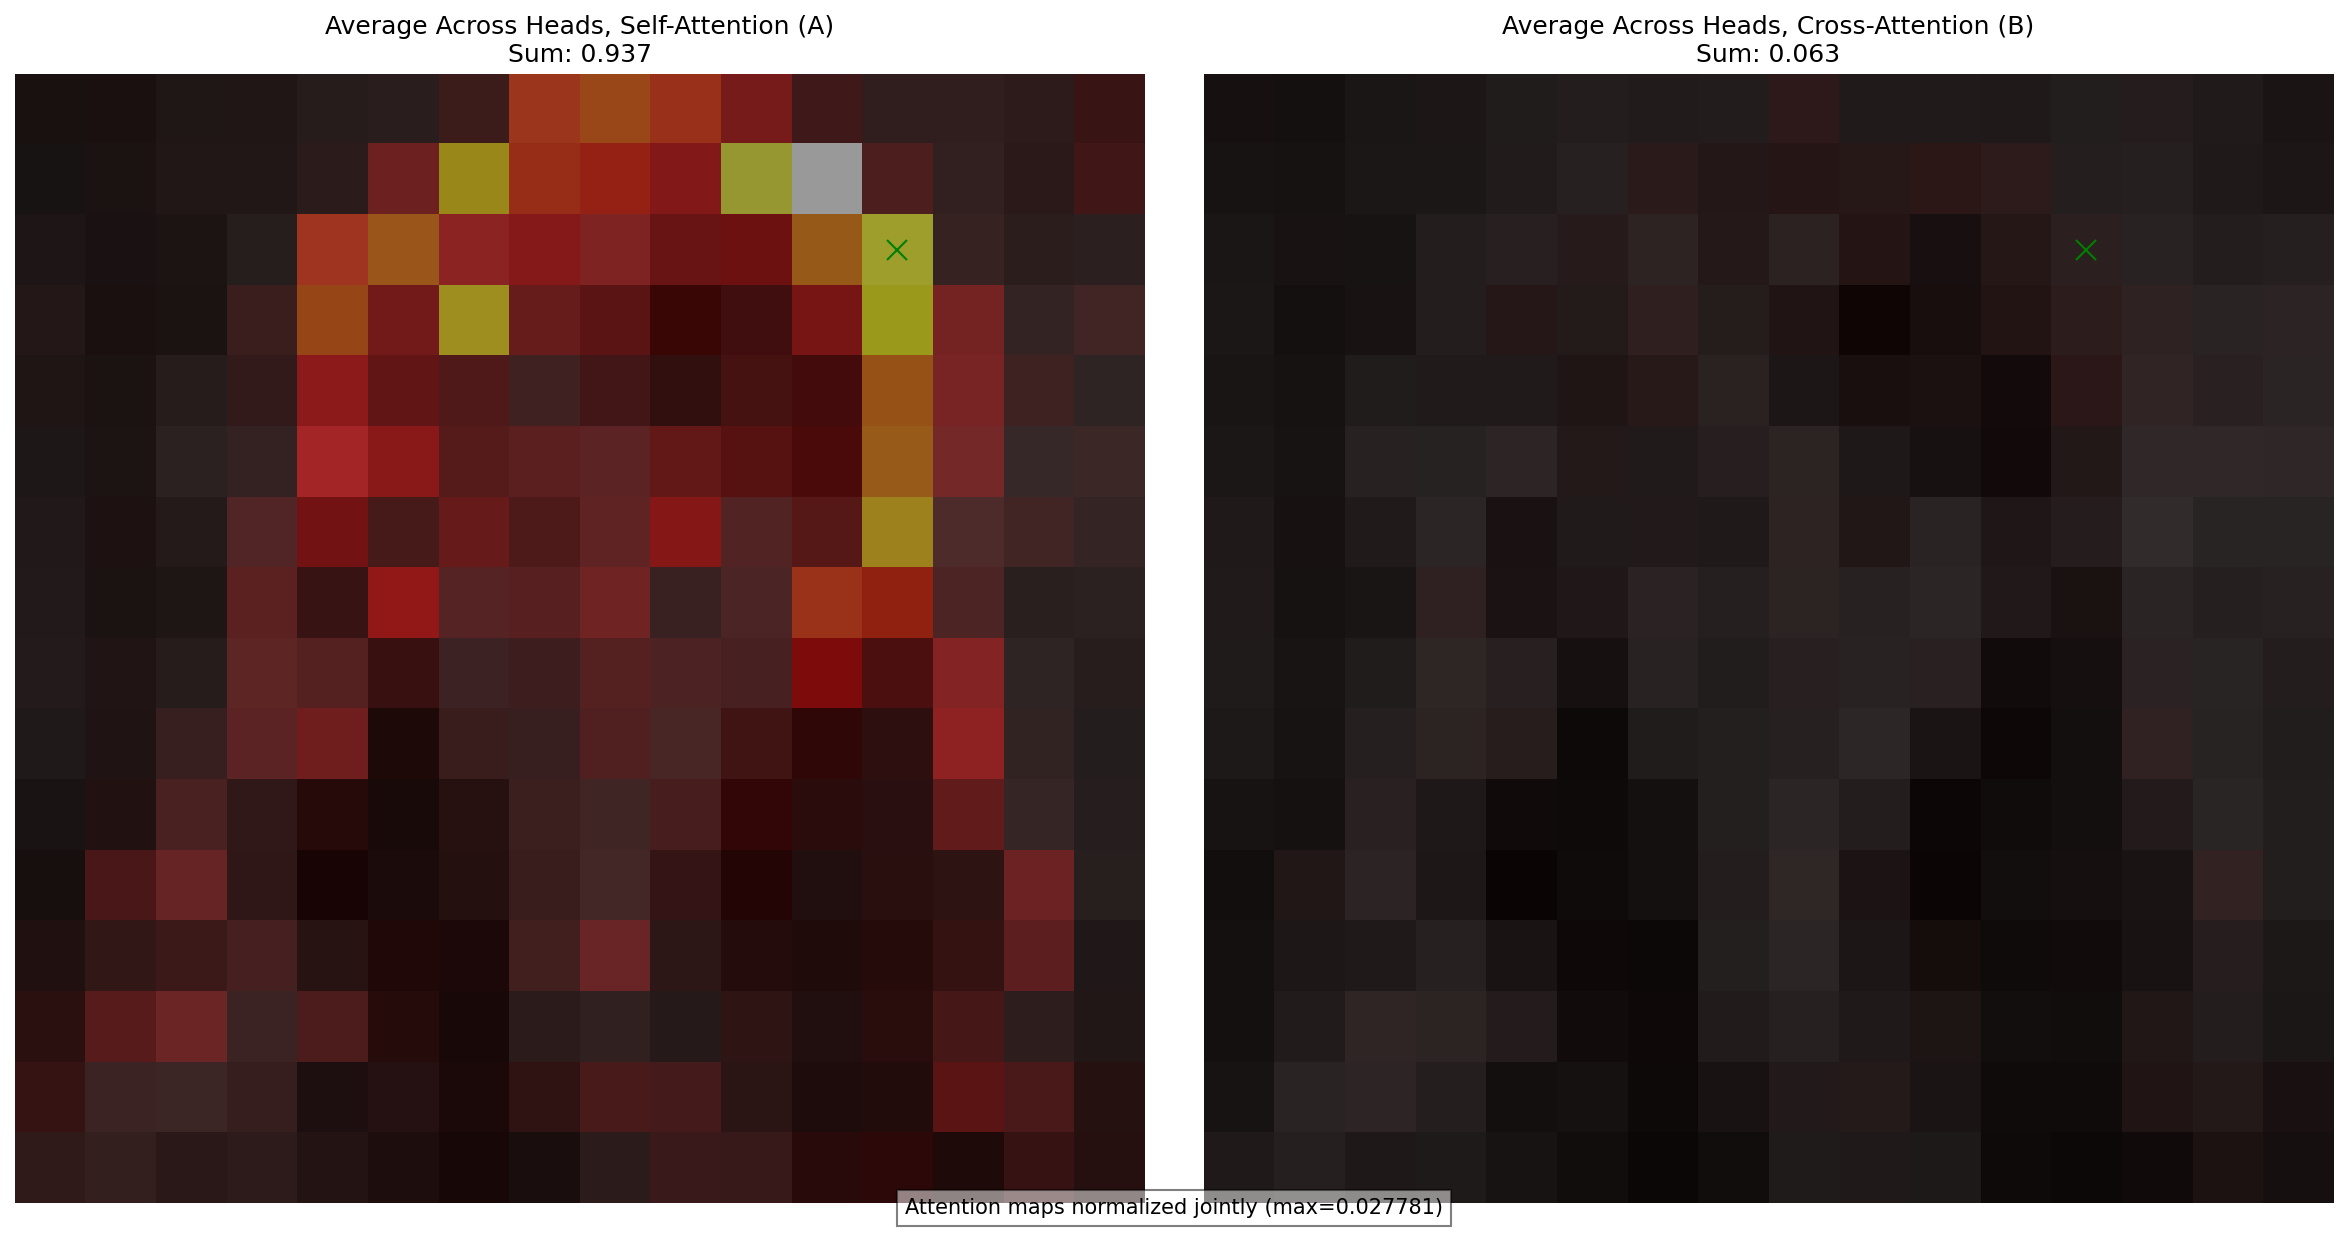 Average Across Heads, Self-Attention (A)
Sum: 0.937
Average Across Heads, Cross-Attention (B)
Sum: 0.063
Attention maps normalized jointly (max=0.027781)